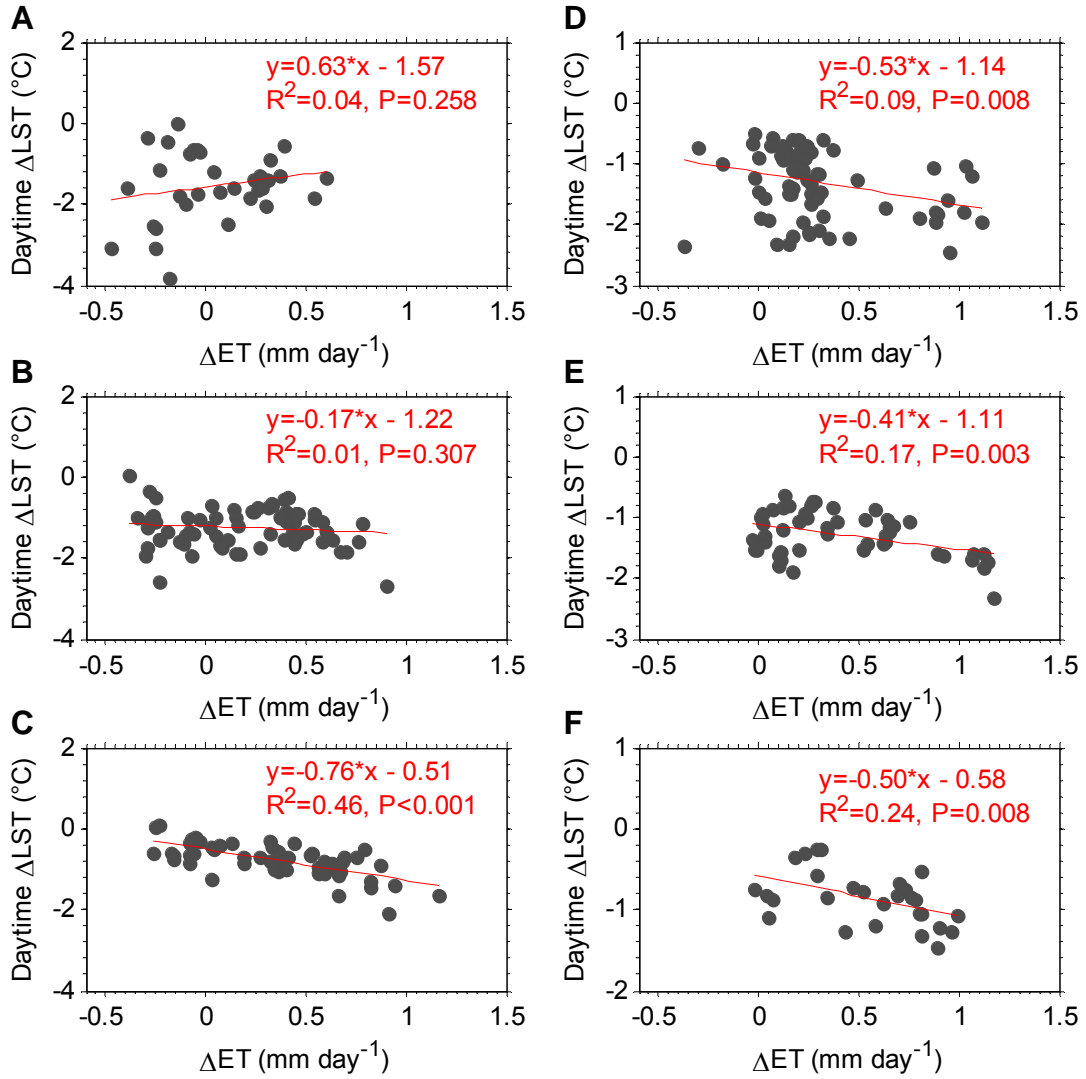 A
Daytime ΔLST (°C)
2
0
-2
-4
y=0.63*x - 1.57
R²=0.04, P=0.258
-0.5 0 0.5 1 1.5
ΔET (mm day⁻¹)
B
Daytime ΔLST (°C)
2
0
-2
-4
y=-0.17*x - 1.22
R²=0.01, P=0.307
-0.5 0 0.5 1 1.5
ΔET (mm day⁻¹)
C
Daytime ΔLST (°C)
2
0
-2
-4
y=-0.76*x - 0.51
R²=0.46, P<0.001
-0.5 0 0.5 1 1.5
ΔET (mm day⁻¹)
D
Daytime ΔLST (°C)
1
0
-1
-2
-3
y=-0.53*x - 1.14
R²=0.09, P=0.008
-0.5 0 0.5 1 1.5
ΔET (mm day⁻¹)
E
Daytime ΔLST (°C)
1
0
-1
-2
-3
y=-0.41*x - 1.11
R²=0.17, P=0.003
-0.5 0 0.5 1 1.5
ΔET (mm day⁻¹)
F
Daytime ΔLST (°C)
1
0
-1
-2
y=-0.50*x - 0.58
R²=0.24, P=0.008
-0.5 0 0.5 1 1.5
ΔET (mm day⁻¹)